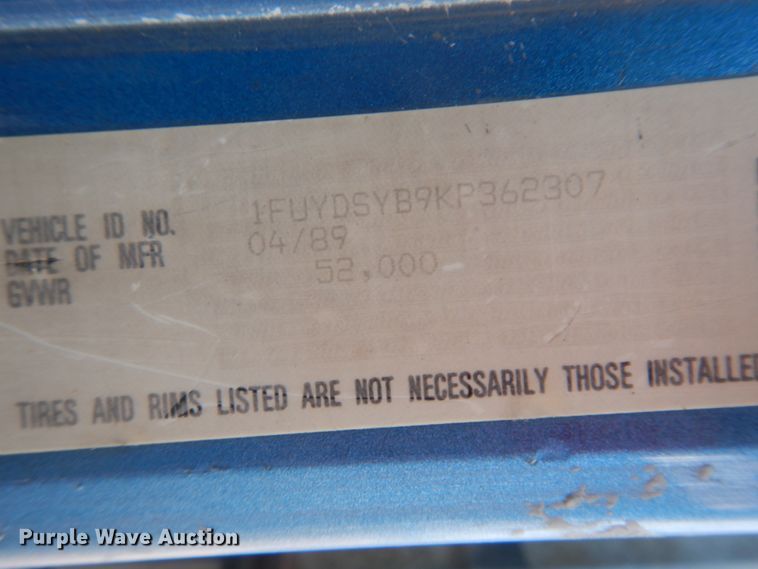 VEHICLE ID NO. 1FUYDSYB9KP362307
DATE OF MFR 04/89
GVWR 52,000
TIRES AND RIMS LISTED ARE NOT NECESSARILY THOSE INSTALLED
Purple Wave Auction